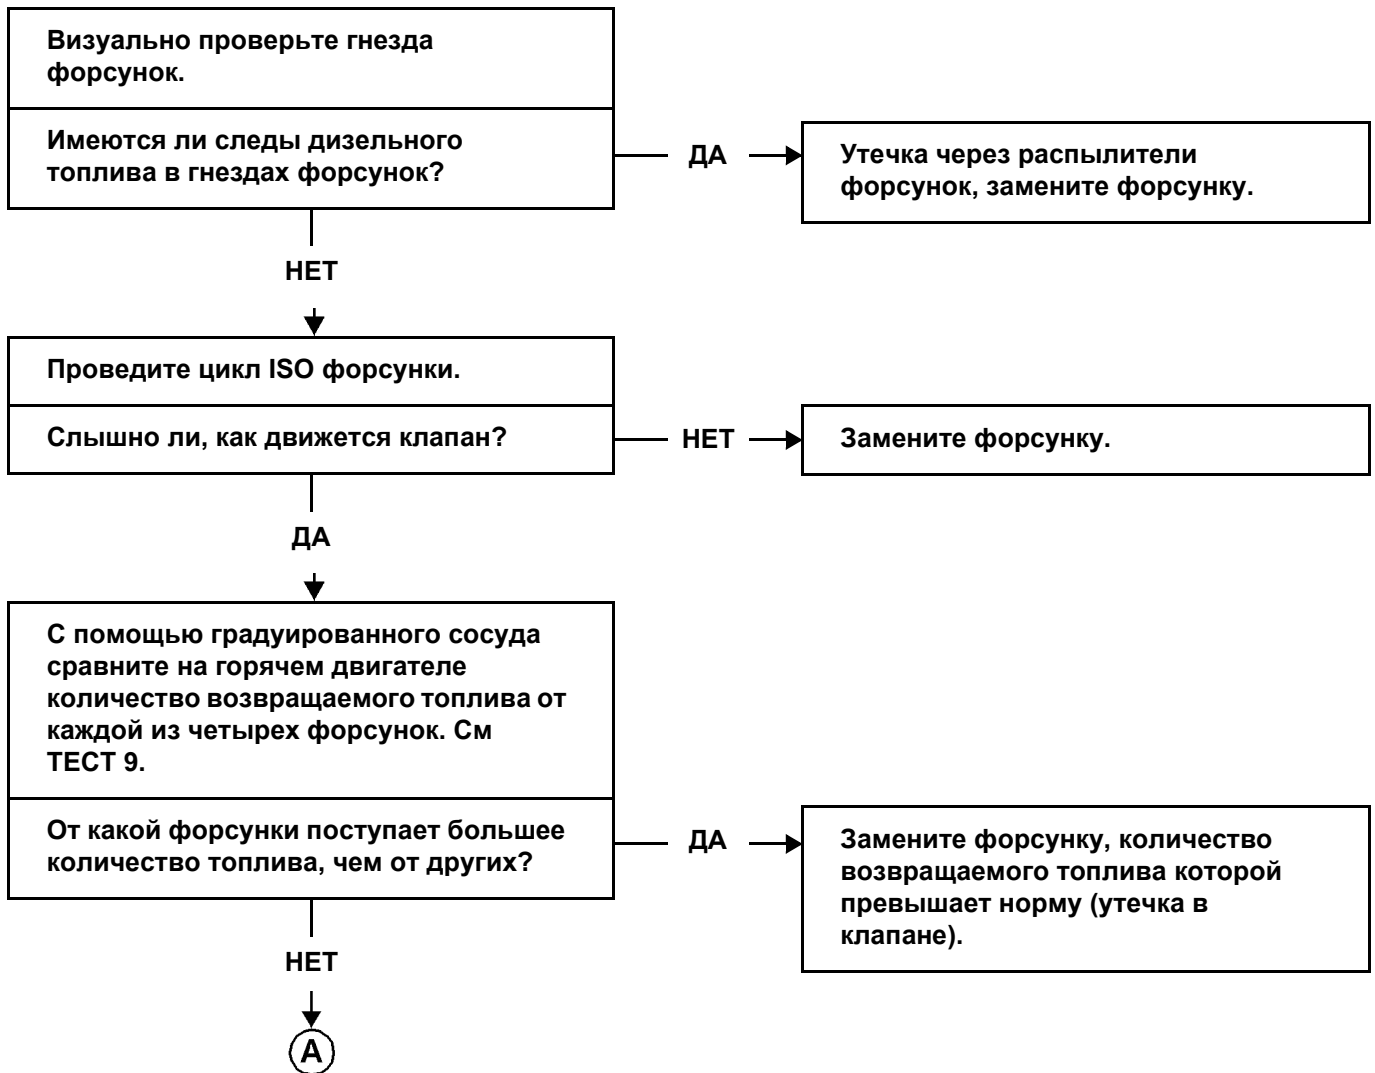 Визуально проверьте гнезда
форсунок.
Имеются ли следы дизельного
топлива в гнездах форсунок?
ДА
Утечка через распылители
форсунок, замените форсунку.
НЕТ
Проведите цикл ISO форсунки.
Слышно ли, как движется клапан?
НЕТ
Замените форсунку.
ДА
С помощью градуированного сосуда
сравните на горячем двигателе
количество возвращаемого топлива от
каждой из четырех форсунок. См
ТЕСТ 9.
От какой форсунки поступает большее
количество топлива, чем от других?
ДА
Замените форсунку, количество
возвращаемого топлива которой
превышает норму (утечка в
клапане).
НЕТ
A